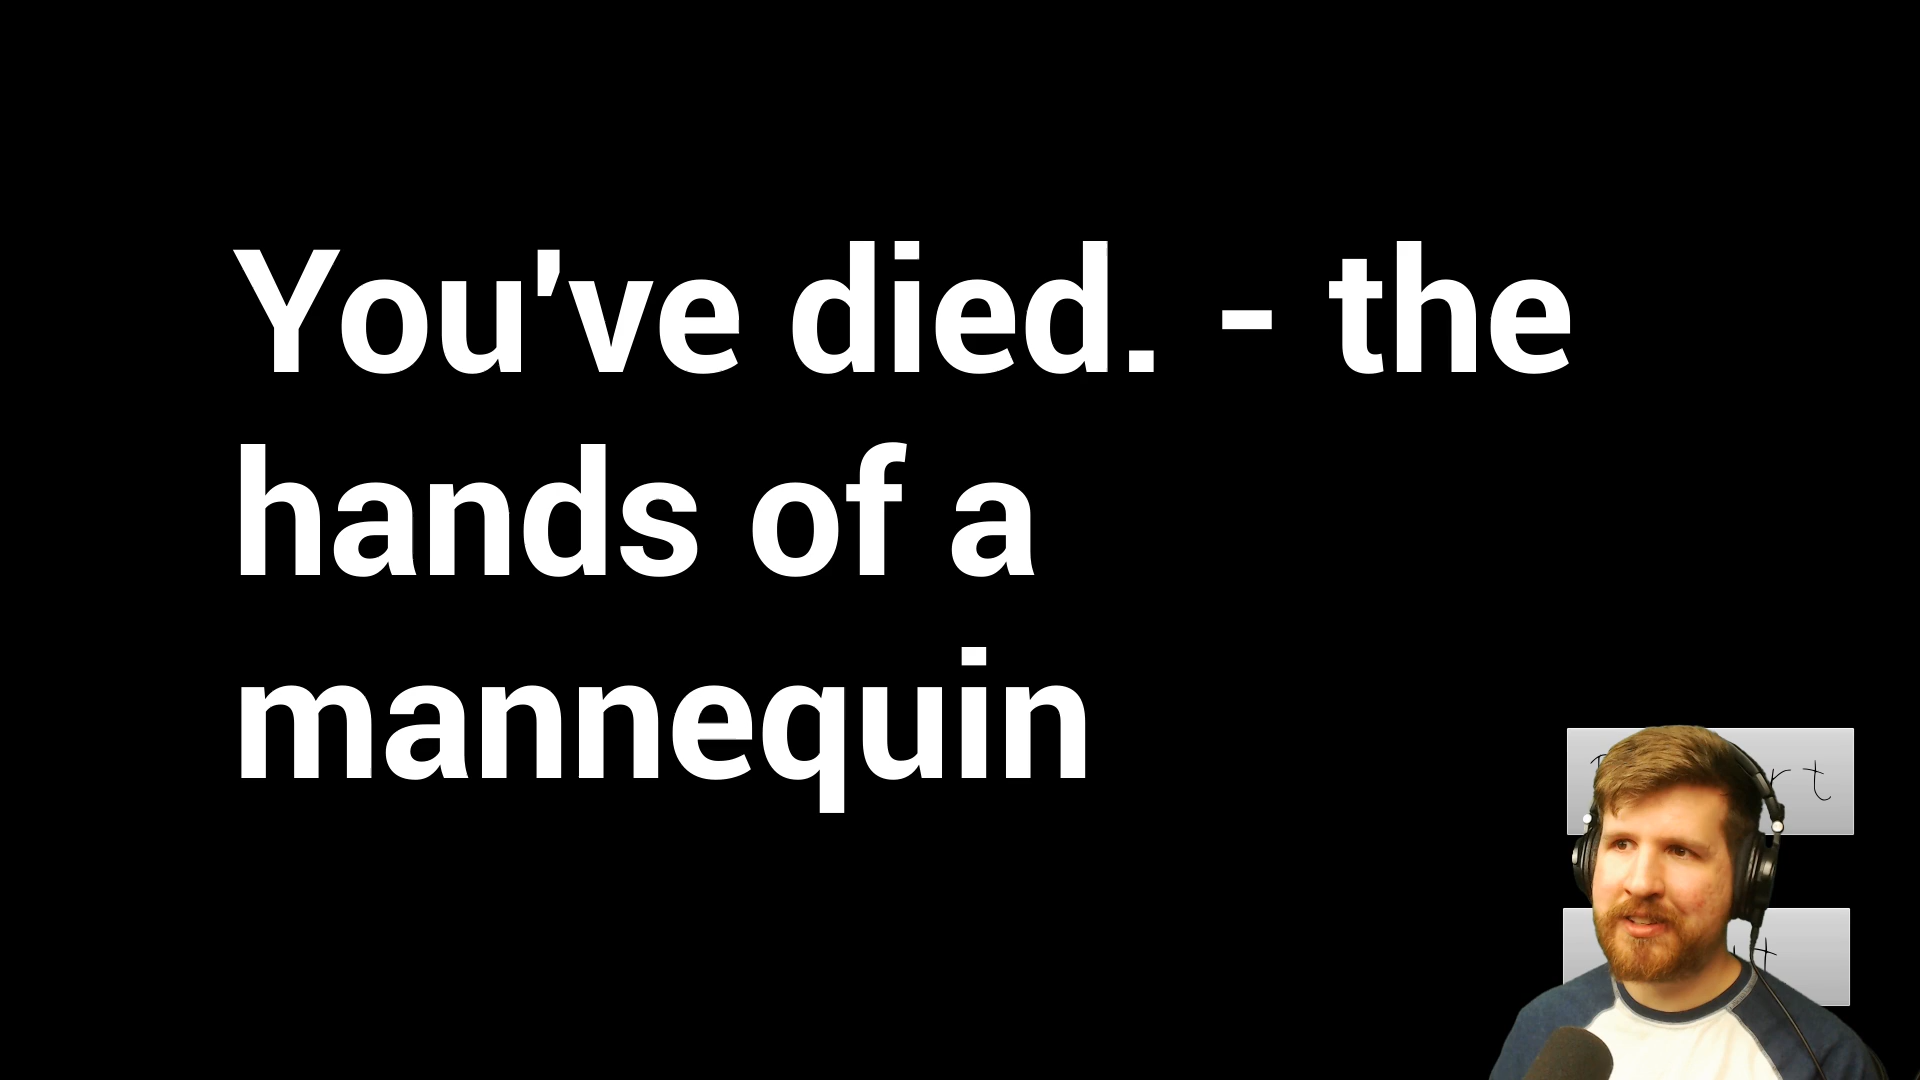 You've died. - the
hands of a
mannequin